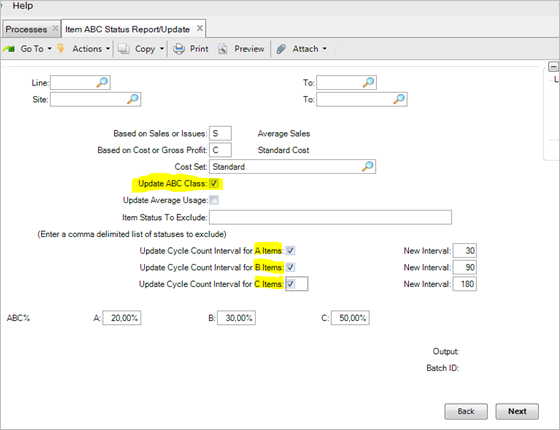 Help
Processes Item ABC Status Report/Update
Go To Actions Copy Print Preview Attach
Line: To:
Site: To:
Based on Sales or Issues: S Average Sales
Based on Cost or Gross Profit: C Standard Cost
Cost Set: Standard
Update ABC Class:
Update Average Usage:
Item Status To Exclude:
(Enter a comma delimited list of statuses to exclude)
Update Cycle Count Interval for A Items: New Interval: 30
Update Cycle Count Interval for B Items: New Interval: 90
Update Cycle Count Interval for C Items: New Interval: 180
ABC% A: 20,00% B: 30,00% C: 50,00%
Output:
Batch ID:
Back Next